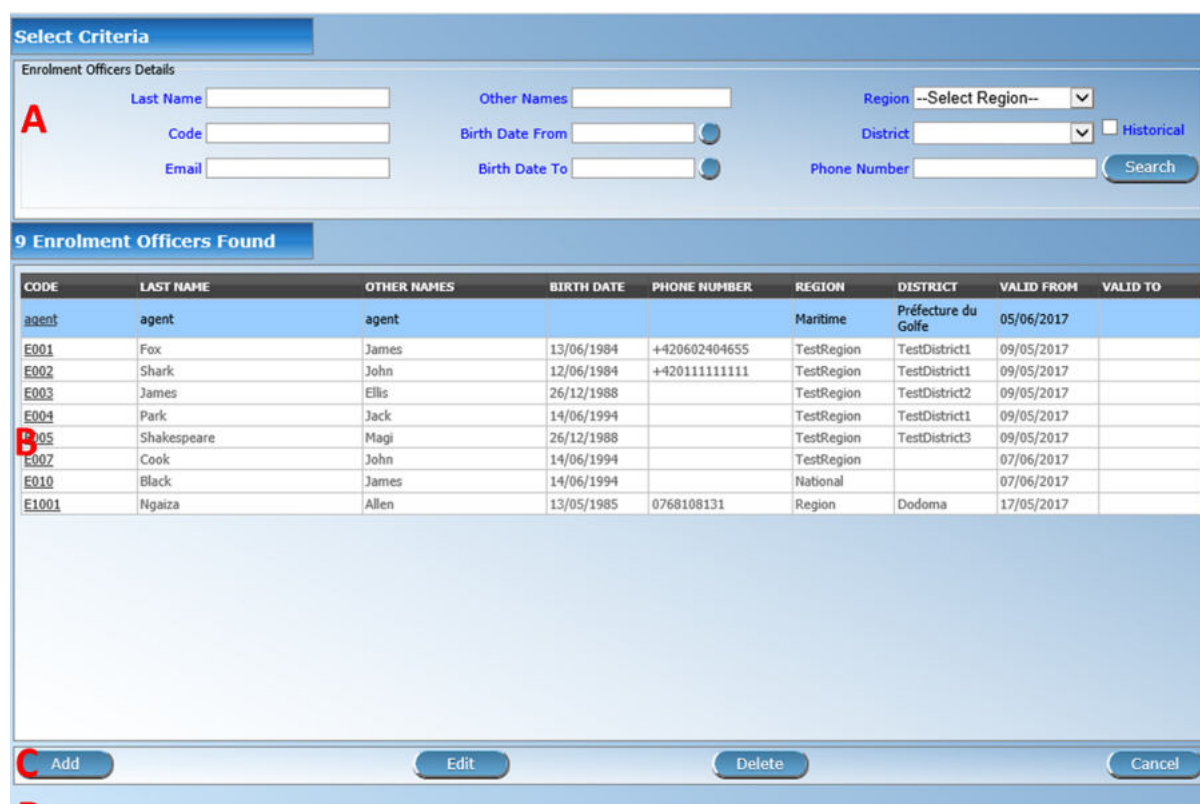 Select Criteria
Enrolment Officers Details
A
Last Name Other Names Region --Select Region--
Code Birth Date From District Historical
Email Birth Date To Phone Number Search
9 Enrolment Officers Found
CODE LAST NAME OTHER NAMES BIRTH DATE PHONE NUMBER REGION DISTRICT VALID FROM VALID TO
agent agent agent Maritime Préfecture du Golfe 05/06/2017
E001 Fox James 13/06/1984 +420602404655 TestRegion TestDistrict1 09/05/2017
E002 Shark John 12/06/1984 +420111111111 TestRegion TestDistrict1 09/05/2017
E003 James Ellis 26/12/1988 TestRegion TestDistrict2 09/05/2017
E004 Park Jack 14/06/1994 TestRegion TestDistrict1 09/05/2017
B
E005 Shakespeare Magi 26/12/1988 TestRegion TestDistrict3 09/05/2017
E007 Cook John 14/06/1994 TestRegion 07/06/2017
E010 Black James 14/06/1994 National 07/06/2017
E1001 Ngaiza Allen 13/05/1985 0768108131 Region Dodoma 17/05/2017
C
Add Edit Delete Cancel